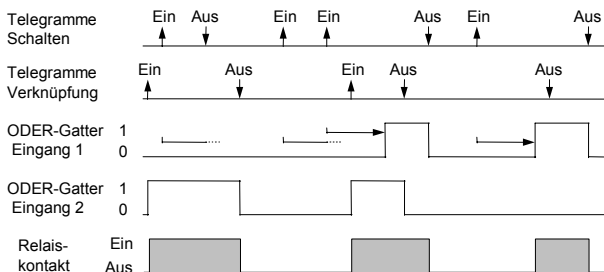 Telegramme Schalten
Ein Aus Ein Ein Aus Ein Aus
Telegramme Verknüpfung
Ein Aus Ein Aus Aus
ODER-Gatter Eingang 1
1
0
ODER-Gatter Eingang 2
1
0
Relais-kontakt
Ein
Aus